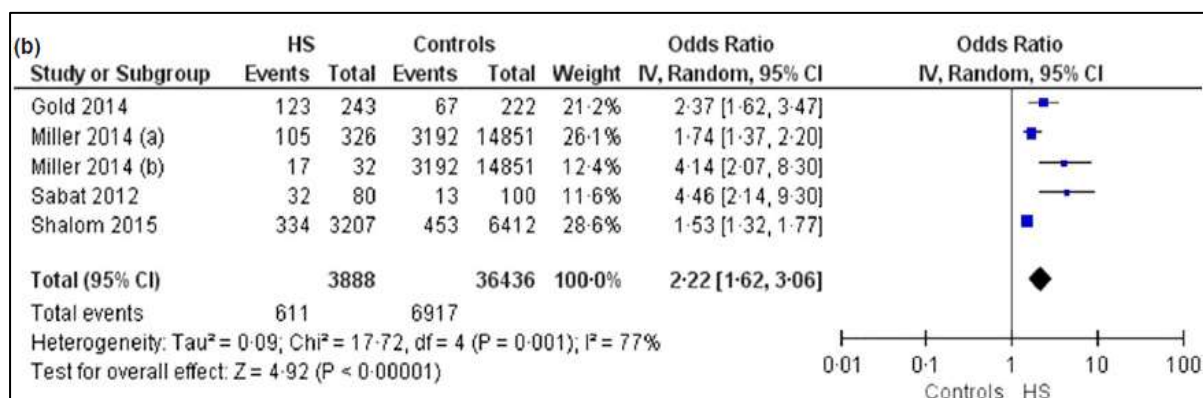 (b) HS Controls Odds Ratio Odds Ratio
Study or Subgroup Events Total Events Total Weight IV, Random, 95% CI IV, Random, 95% CI
Gold 2014 123 243 67 222 21·2% 2·37 [1·62, 3·47]
Miller 2014 (a) 105 326 3192 14851 26·1% 1·74 [1·37, 2·20]
Miller 2014 (b) 17 32 3192 14851 12·4% 4·14 [2·07, 8·30]
Sabat 2012 32 80 13 100 11·6% 4·46 [2·14, 9·30]
Shalom 2015 334 3207 453 6412 28·6% 1·53 [1·32, 1·77]
Total (95% CI) 3888 36436 100·0% 2·22 [1·62, 3·06]
Total events 611 6917
Heterogeneity: Tau² = 0·09; Chi² = 17·72, df = 4 (P = 0·001); I² = 77%
Test for overall effect: Z = 4·92 (P < 0·00001)
0·01 0·1 1 10 100
Controls HS